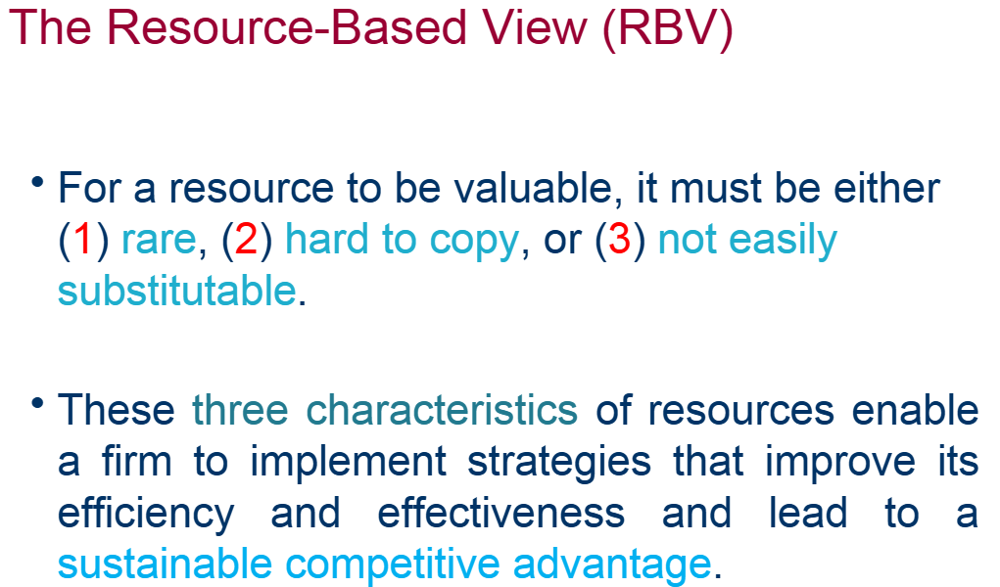 The Resource-Based View (RBV)
• For a resource to be valuable, it must be either
(1) rare, (2) hard to copy, or (3) not easily
substitutable.
• These three characteristics of resources enable
a firm to implement strategies that improve its
efficiency and effectiveness and lead to a
sustainable competitive advantage.